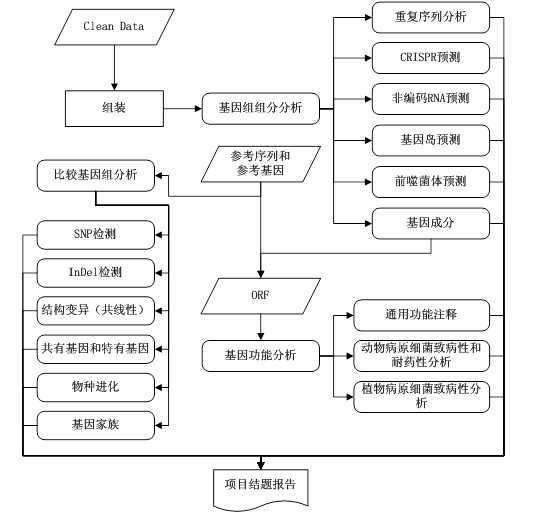 Clean Data
组装
基因组组分分析
重复序列分析
CRISPR预测
非编码RNA预测
基因岛预测
前噬菌体预测
基因成分
参考序列和
参考基因
比较基因组分析
SNP检测
InDel检测
结构变异（共线性）
共有基因和特有基因
物种进化
基因家族
ORF
基因功能分析
通用功能注释
动物病原细菌致病性和
耐药性分析
植物病原细菌致病性分
析
项目结题报告